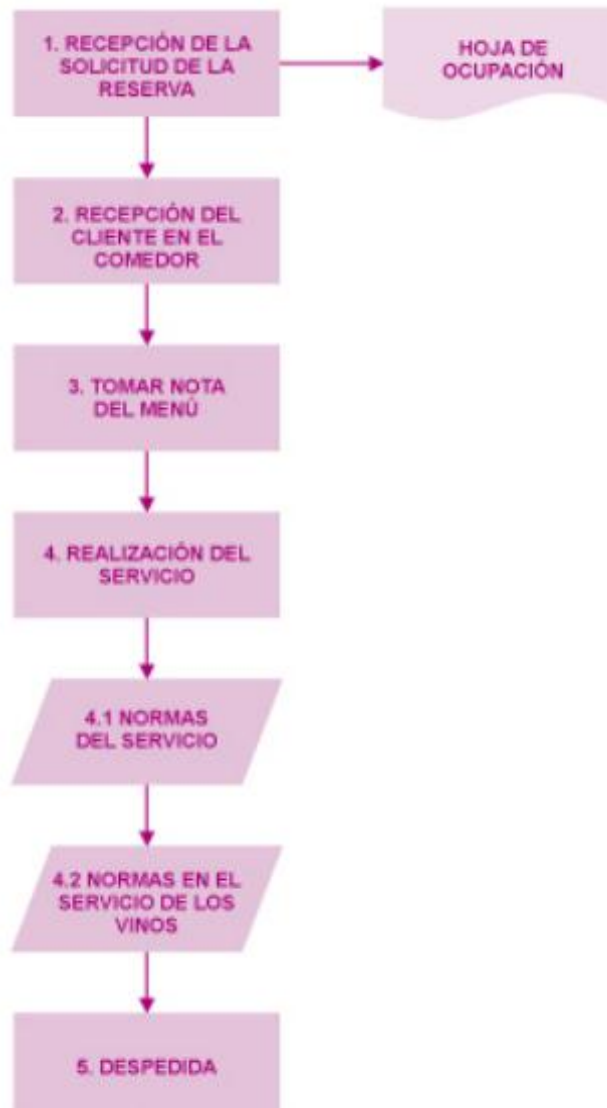 1. RECEPCIÓN DE LA
SOLICITUD DE LA
RESERVA
HOJA DE
OCUPACIÓN
2. RECEPCIÓN DEL
CLIENTE EN EL
COMEDOR
3. TOMAR NOTA
DEL MENÚ
4. REALIZACIÓN DEL
SERVICIO
4.1 NORMAS
DEL SERVICIO
4.2 NORMAS EN EL
SERVICIO DE LOS
VINOS
5. DESPEDIDA